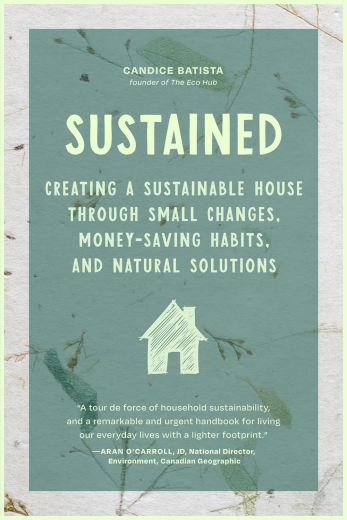 CANDICE BATISTA
founder of The Eco Hub
SUSTAINED
CREATING A SUSTAINABLE HOUSE
THROUGH SMALL CHANGES,
MONEY-SAVING HABITS,
AND NATURAL SOLUTIONS
"A tour de force of household sustainability,
and a remarkable and urgent handbook for living
our everyday lives with a lighter footprint."
—ARAN O'CARROLL, JD, National Director,
Environment, Canadian Geographic